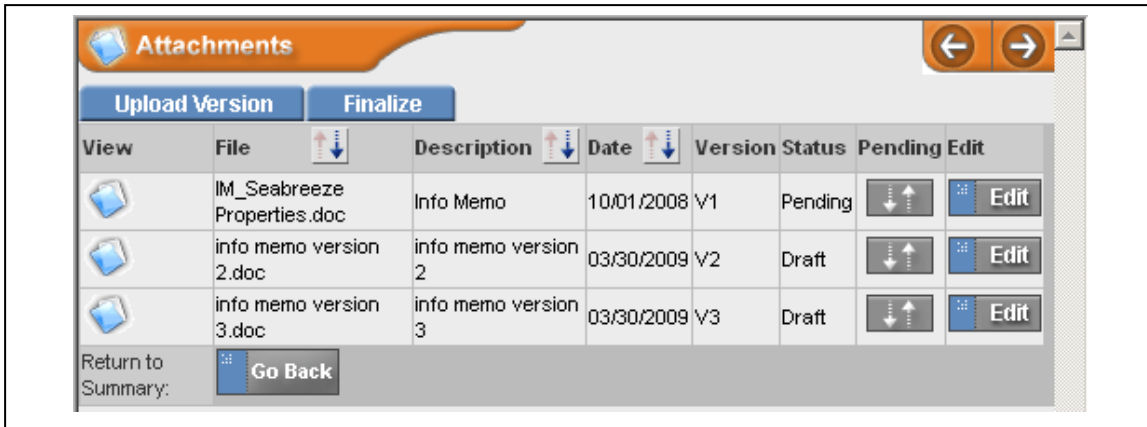 Attachments
Upload Version Finalize
View File Description Date Version Status Pending Edit
IM_Seabreeze
Properties.doc Info Memo 10/01/2008 V1 Pending Edit
info memo version
2.doc info memo version
2 03/30/2009 V2 Draft Edit
info memo version
3.doc info memo version
3 03/30/2009 V3 Draft Edit
Return to
Summary: Go Back